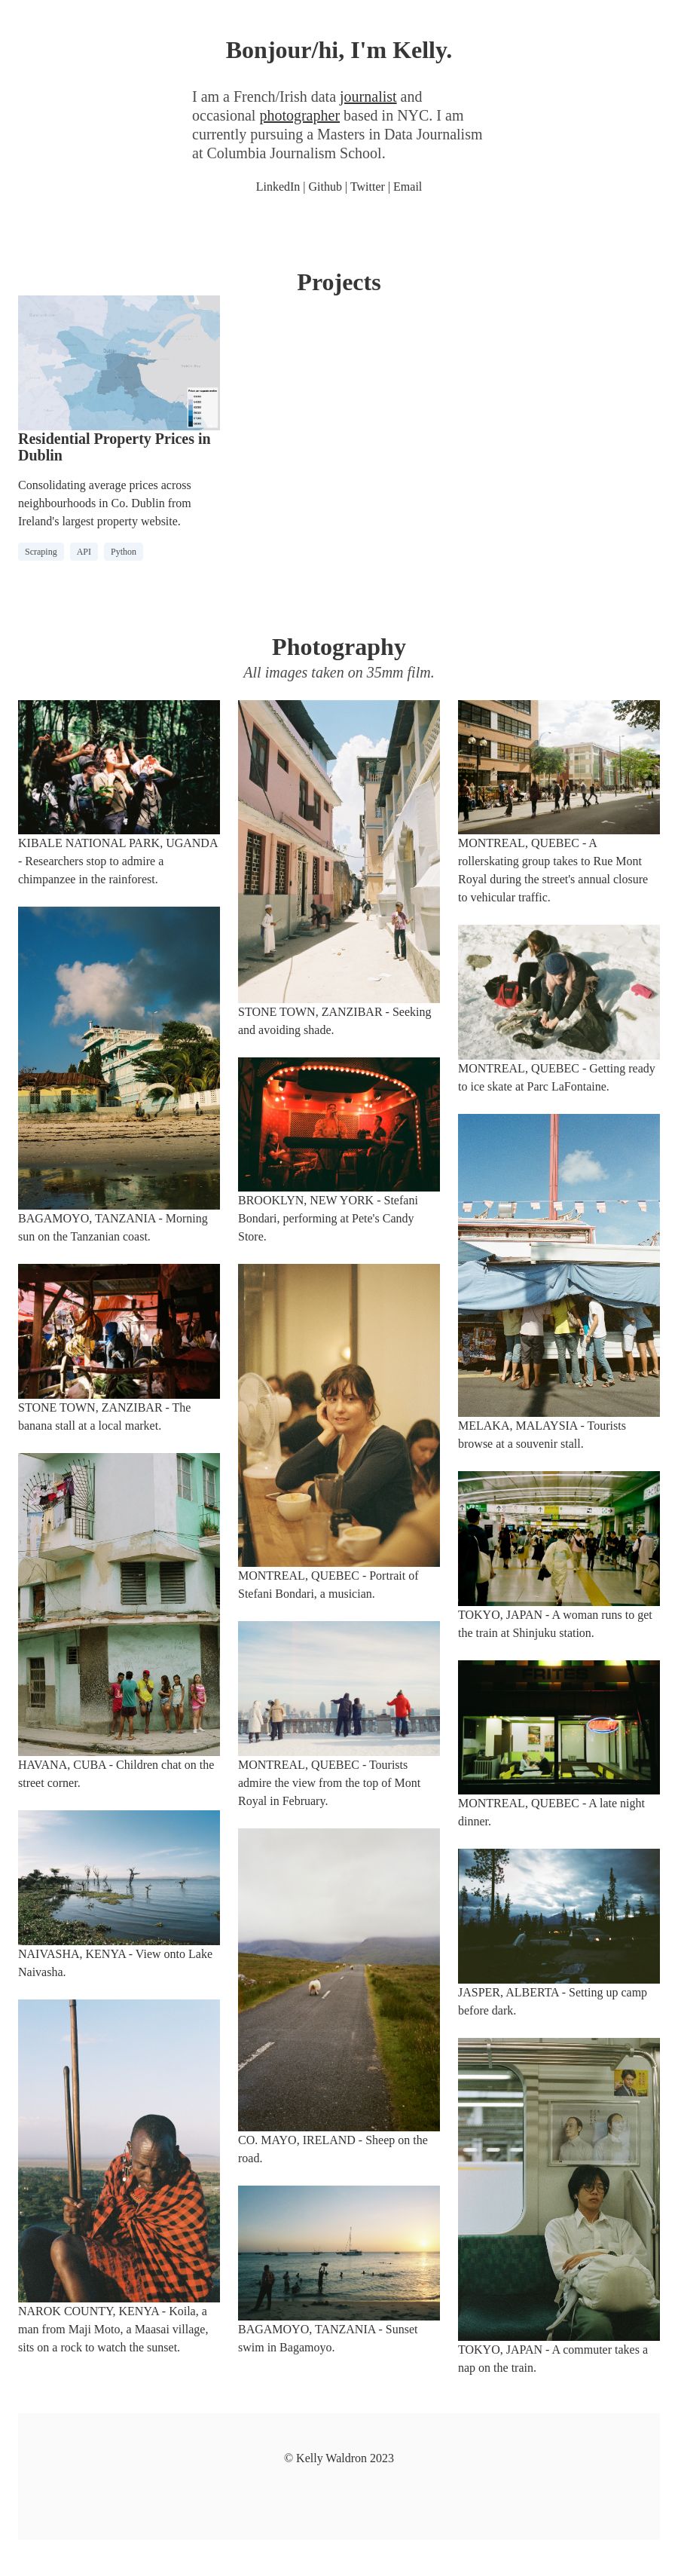 Bonjour/hi, I'm Kelly.
I am a French/Irish data journalist and
occasional photographer based in NYC. I am
currently pursuing a Masters in Data Journalism
at Columbia Journalism School.
LinkedIn | Github | Twitter | Email
Projects
Residential Property Prices in
Dublin
Consolidating average prices across
neighbourhoods in Co. Dublin from
Ireland's largest property website.
Scraping API Python
Photography
All images taken on 35mm film.
KIBALE NATIONAL PARK, UGANDA
- Researchers stop to admire a
chimpanzee in the rainforest.
BAGAMOYO, TANZANIA - Morning
sun on the Tanzanian coast.
STONE TOWN, ZANZIBAR - The
banana stall at a local market.
HAVANA, CUBA - Children chat on the
street corner.
NAIVASHA, KENYA - View onto Lake
Naivasha.
NAROK COUNTY, KENYA - Koila, a
man from Maji Moto, a Maasai village,
sits on a rock to watch the sunset.
STONE TOWN, ZANZIBAR - Seeking
and avoiding shade.
BROOKLYN, NEW YORK - Stefani
Bondari, performing at Pete's Candy
Store.
MONTREAL, QUEBEC - Portrait of
Stefani Bondari, a musician.
MONTREAL, QUEBEC - Tourists
admire the view from the top of Mont
Royal in February.
CO. MAYO, IRELAND - Sheep on the
road.
BAGAMOYO, TANZANIA - Sunset
swim in Bagamoyo.
MONTREAL, QUEBEC - A
rollerskating group takes to Rue Mont
Royal during the street's annual closure
to vehicular traffic.
MONTREAL, QUEBEC - Getting ready
to ice skate at Parc LaFontaine.
MELAKA, MALAYSIA - Tourists
browse at a souvenir stall.
TOKYO, JAPAN - A woman runs to get
the train at Shinjuku station.
FRITES
MONTREAL, QUEBEC - A late night
dinner.
JASPER, ALBERTA - Setting up camp
before dark.
TOKYO, JAPAN - A commuter takes a
nap on the train.
© Kelly Waldron 2023